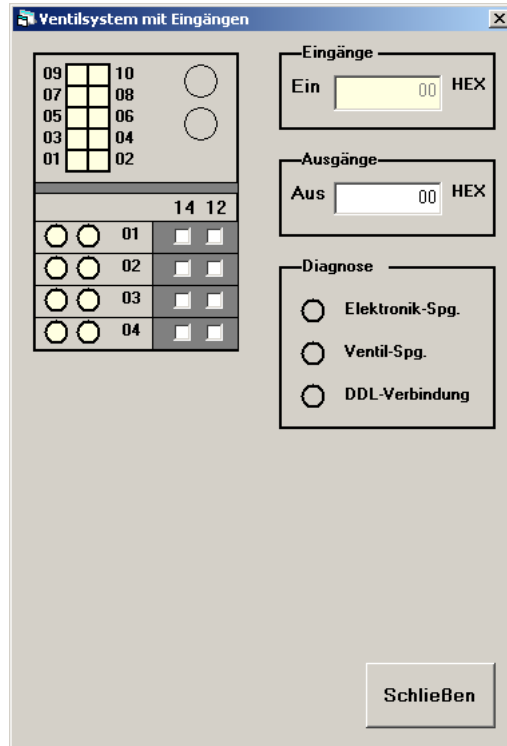 Ventilsystem mit Eingängen
09 10
07 08
05 06
03 04
01 02
14 12
01
02
03
04
Eingänge
Ein 00 HEX
Ausgänge
Aus 00 HEX
Diagnose
Elektronik-Spg.
Ventil-Spg.
DDL-Verbindung
Schließen